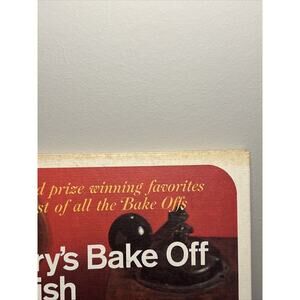 d prize winning favorites
st of all the Bake Offs
ry's Bake Off
ish